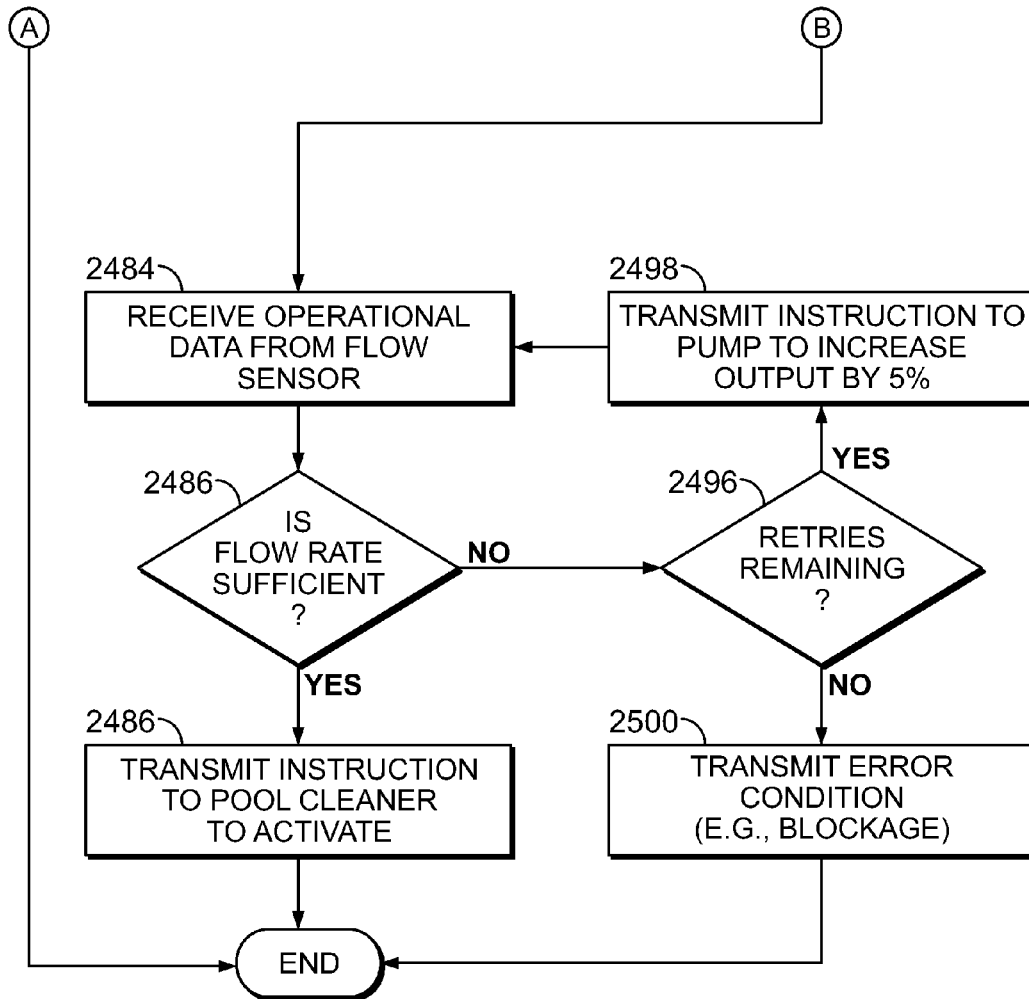 A
B
2484
RECEIVE OPERATIONAL
DATA FROM FLOW
SENSOR
2498
TRANSMIT INSTRUCTION TO
PUMP TO INCREASE
OUTPUT BY 5%
YES
2486
IS
FLOW RATE
SUFFICIENT
?
NO
2496
RETRIES
REMAINING
?
YES
NO
2486
TRANSMIT INSTRUCTION
TO POOL CLEANER
TO ACTIVATE
2500
TRANSMIT ERROR
CONDITION
(E.G., BLOCKAGE)
END